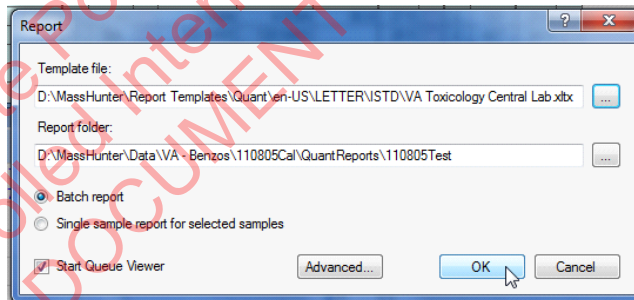 Report
Template file:
D:\MassHunter\Report Templates\Quant\en-US\LETTER\ISTD\VA Toxicology Central Lab.xltx
...
Report folder:
D:\MassHunter\Data\VA - Benzos\110805Cal\QuantReports\110805Test
...
Batch report
Single sample report for selected samples
Start Queue Viewer
Advanced...
OK
Cancel
DOCUMENT